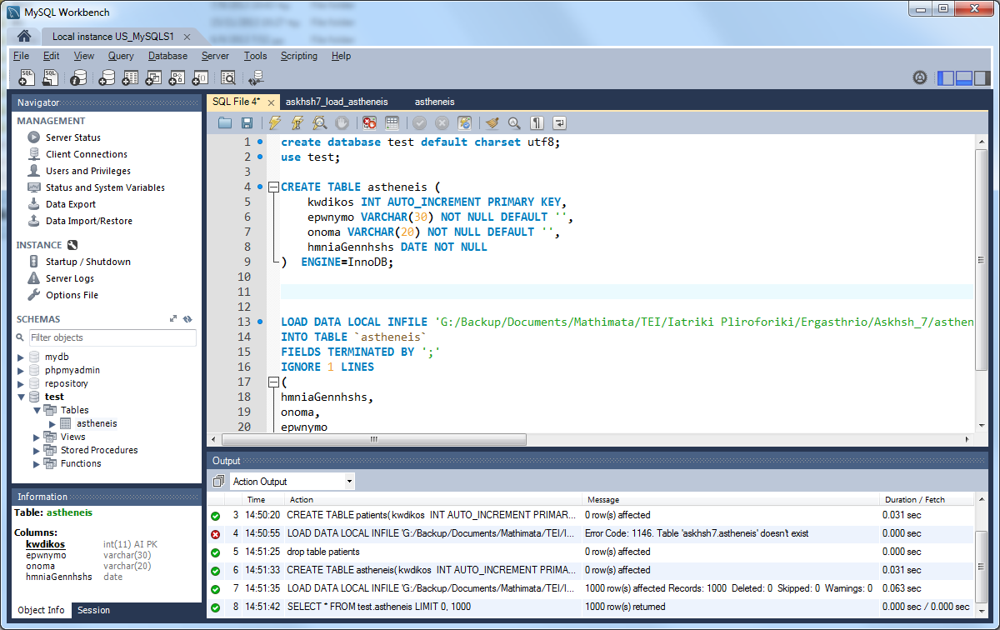 MySQL Workbench
Local instance US_MySQLS1
File Edit View Query Database Server Tools Scripting Help
Navigator
MANAGEMENT
Server Status
Client Connections
Users and Privileges
Status and System Variables
Data Export
Data Import/Restore
INSTANCE
Startup / Shutdown
Server Logs
Options File
SCHEMAS
Filter objects
mydb
phpmyadmin
repository
test
Tables
astheneis
Views
Stored Procedures
Functions
Information
Table: astheneis
Columns:
kwdikos int(11) AI PK
epwnymo varchar(30)
onoma varchar(20)
hmniaGennhshs date
Object Info Session
SQL File 4* askhsh7_load_astheneis astheneis
1 create database test default charset utf8;
2 use test;
3
4 CREATE TABLE astheneis (
5 kwdikos INT AUTO_INCREMENT PRIMARY KEY,
6 epwnymo VARCHAR(30) NOT NULL DEFAULT '',
7 onoma VARCHAR(20) NOT NULL DEFAULT '',
8 hmniaGennhshs DATE NOT NULL
9 ) ENGINE=InnoDB;
10
11
12
13 LOAD DATA LOCAL INFILE 'G:/Backup/Documents/Mathimata/TEI/Iatriki Pliroforiki/Ergasthrio/Askhsh_7/asthen
14 INTO TABLE `astheneis`
15 FIELDS TERMINATED BY ';'
16 IGNORE 1 LINES
17 (
18 hmniaGennhshs,
19 onoma,
20 epwnymo
Output
Action Output
Time Action Message Duration / Fetch
3 14:50:20 CREATE TABLE patients( kwdikos INT AUTO_INCREMENT PRIMAR... 0 row(s) affected 0.031 sec
4 14:50:55 LOAD DATA LOCAL INFILE 'G:/Backup/Documents/Mathimata/TEI/I... Error Code: 1146. Table 'askhsh7.astheneis' doesn't exist 0.000 sec
5 14:51:25 drop table patients 0 row(s) affected 0.000 sec
6 14:51:33 CREATE TABLE astheneis( kwdikos INT AUTO_INCREMENT PRIMA... 0 row(s) affected 0.031 sec
7 14:51:35 LOAD DATA LOCAL INFILE 'G:/Backup/Documents/Mathimata/TEI/I... 1000 row(s) affected Records: 1000 Deleted: 0 Skipped: 0 Warnings: 0 0.063 sec
8 14:51:42 SELECT * FROM test.astheneis LIMIT 0, 1000 1000 row(s) returned 0.000 sec / 0.000 sec